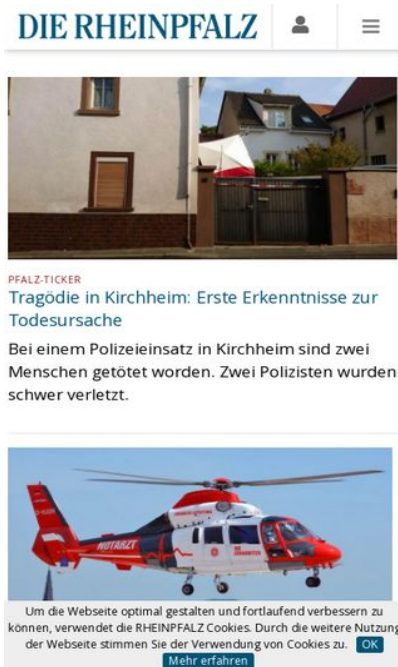 DIE RHEINPFALZ
PFALZ-TICKER
Tragödie in Kirchheim: Erste Erkenntnisse zur
Todesursache
Bei einem Polizeieinsatz in Kirchheim sind zwei
Menschen getötet worden. Zwei Polizisten wurden
schwer verletzt.
NOTARZT
Um die Webseite optimal gestalten und fortlaufend verbessern zu
können, verwendet die RHEINPFALZ Cookies. Durch die weitere Nutzung
der Webseite stimmen Sie der Verwendung von Cookies zu. OK
Mehr erfahren